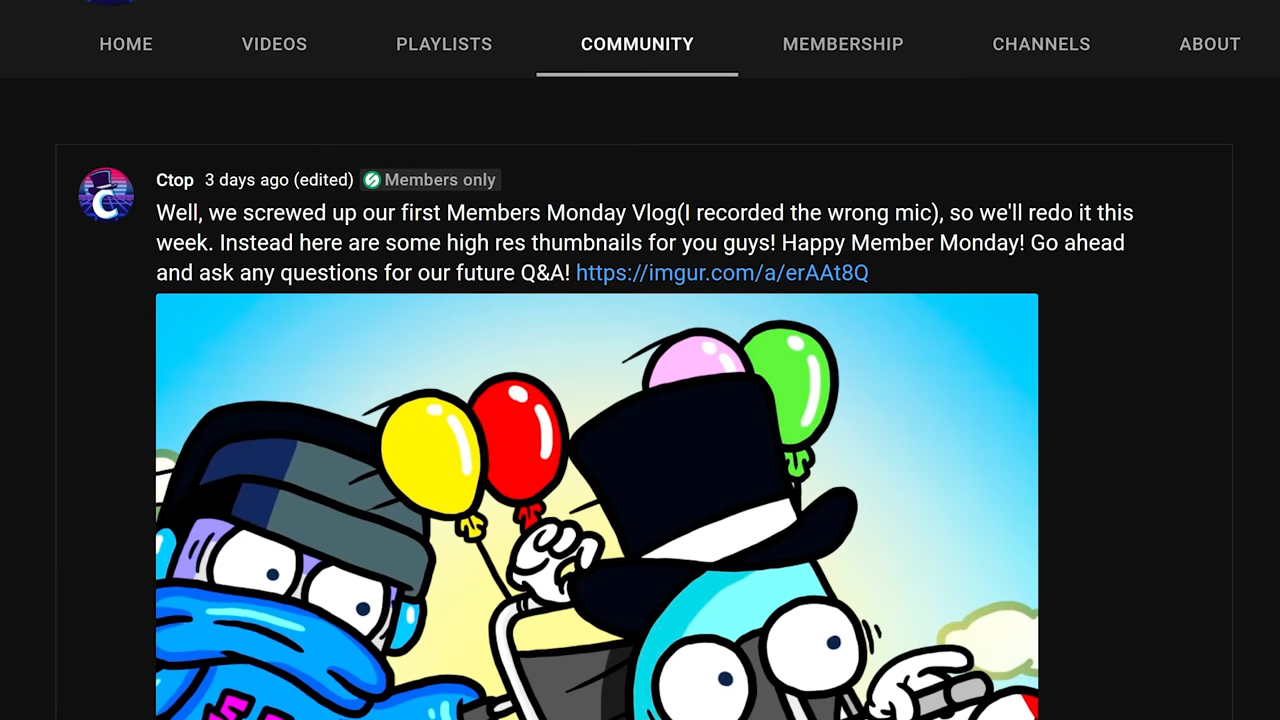 HOME VIDEOS PLAYLISTS COMMUNITY MEMBERSHIP CHANNELS ABOUT
Ctop 3 days ago (edited) Members only
Well, we screwed up our first Members Monday Vlog(I recorded the wrong mic), so we'll redo it this
week. Instead here are some high res thumbnails for you guys! Happy Member Monday! Go ahead
and ask any questions for our future Q&A! https://imgur.com/a/erAAt8Q